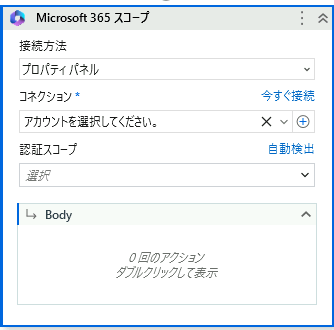 Microsoft 365 スコープ
接続方法
プロパティ パネル
コネクション * 今すぐ接続
アカウントを選択してください。
認証スコープ 自動検出
選択
Body
0 回のアクション
ダブルクリックして表示